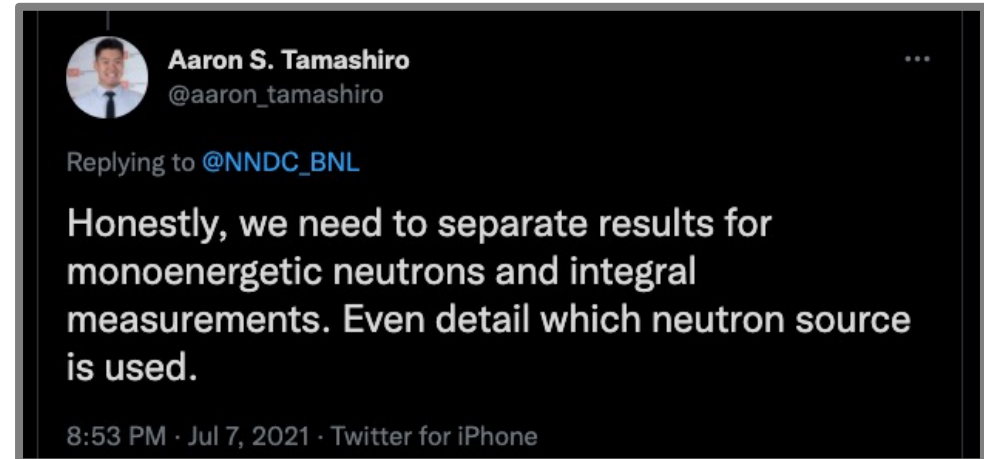 Aaron S. Tamashiro
@aaron_tamashiro
Replying to @NNDC_BNL
Honestly, we need to separate results for
monoenergetic neutrons and integral
measurements. Even detail which neutron source
is used.
8:53 PM · Jul 7, 2021 · Twitter for iPhone